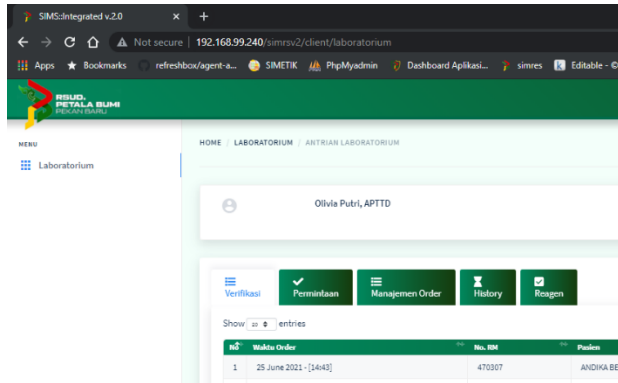 SIMS::Integrated v.2.0
Not secure | 192.168.99.240/simrsv2/client/laboratorium
Apps Bookmarks refreshbox/agent-a... SIMETIK PhpMyadmin Dashboard Aplikasi... simres Editable - ©
RSUD.
PETALA BUMI
PEKAN BARU
MENU
HOME / LABORATORIUM / ANTRIAN LABORATORIUM
Laboratorium
Olivia Putri, APTTD
Verifikasi Permintaan Manajemen Order History Reagen
Show 10 entries
No Waktu Order No. RM Pasien
1 25 June 2021 - [14:43] 470307 ANDIKA BE